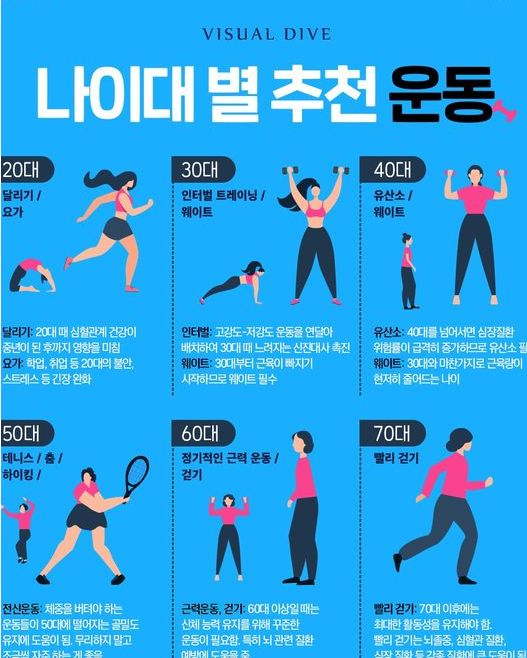 VISUAL DIVE
나이대 별 추천 운동
20대
달리기 /
요가
달리기: 20대 때 심혈관계 건강이
중년이 된 후까지 영향을 미침
요가: 학업, 취업 등 20대의 불안,
스트레스 등 긴장 완화
30대
인터벌 트레이닝 /
웨이트
인터벌: 고강도-저강도 운동을 연달아
배치하여 30대 때 느려지는 신진대사 촉진
웨이트: 30대부터 근육이 빠지기
시작하므로 웨이트 필수
40대
유산소 /
웨이트
유산소: 40대를 넘어서면 심장질환
위험률이 급격히 증가하므로 유산소 필
웨이트: 30대와 마찬가지로 근육량이
현저히 줄어드는 나이
50대
테니스 / 춤 /
하이킹 /
전신운동: 체중을 버텨야 하는
운동들이 50대에 떨어지는 골밀도
유지에 도움이 됨. 무리하지 말고
조금씩 자주 하는 게 좋음
60대
정기적인 근력 운동 /
걷기
근력운동, 걷기: 60대 이상일 때는
신체 능력 유지를 위해 꾸준한
운동이 필요함. 특히 뇌 관련 질환
예방에 도움을 줌
70대
빨리 걷기
빨리 걷기: 70대 이후에는
최대한 활동성을 유지해야 함.
빨리 걷기는 뇌졸중, 심혈관 질환,
심장 질환 등 각종 질환에 큰 도움이 된